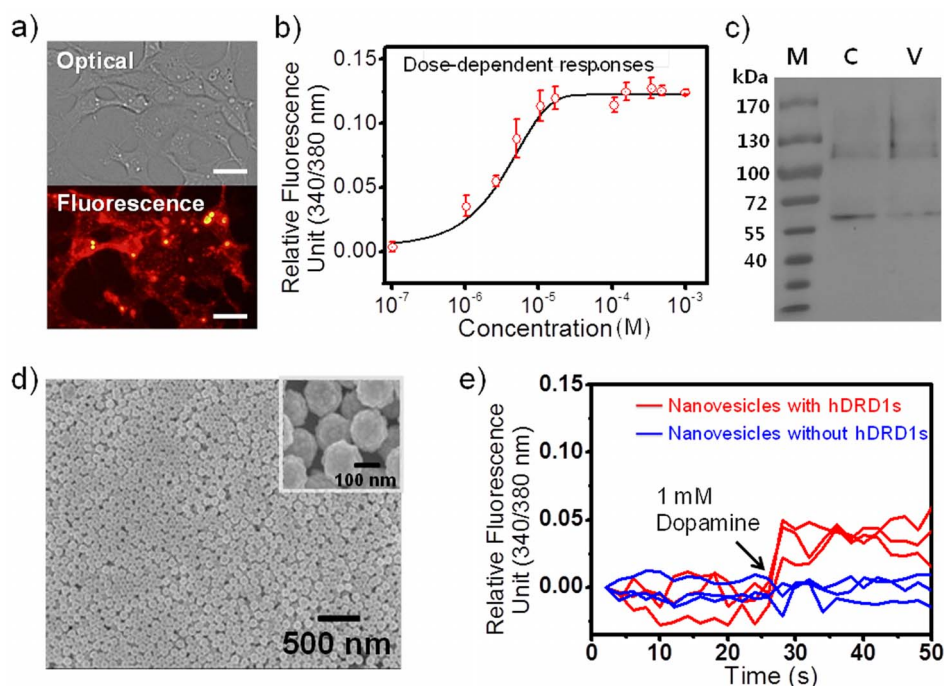 a)
Optical
Fluorescence
b)
Dose-dependent responses
Relative Fluorescence
Unit (340/380 nm)
0.15
0.10
0.05
0.00
10⁻⁷
10⁻⁶
10⁻⁵
10⁻⁴
10⁻³
Concentration (M)
c)
M C V
kDa
170
130
100
72
55
40
d)
100 nm
500 nm
e)
Relative Fluorescence
Unit (340/380 nm)
0.15
0.10
0.05
0.00
Nanovesicles with hDRD1s
Nanovesicles without hDRD1s
1 mM
Dopamine
0 10 20 30 40 50
Time (s)